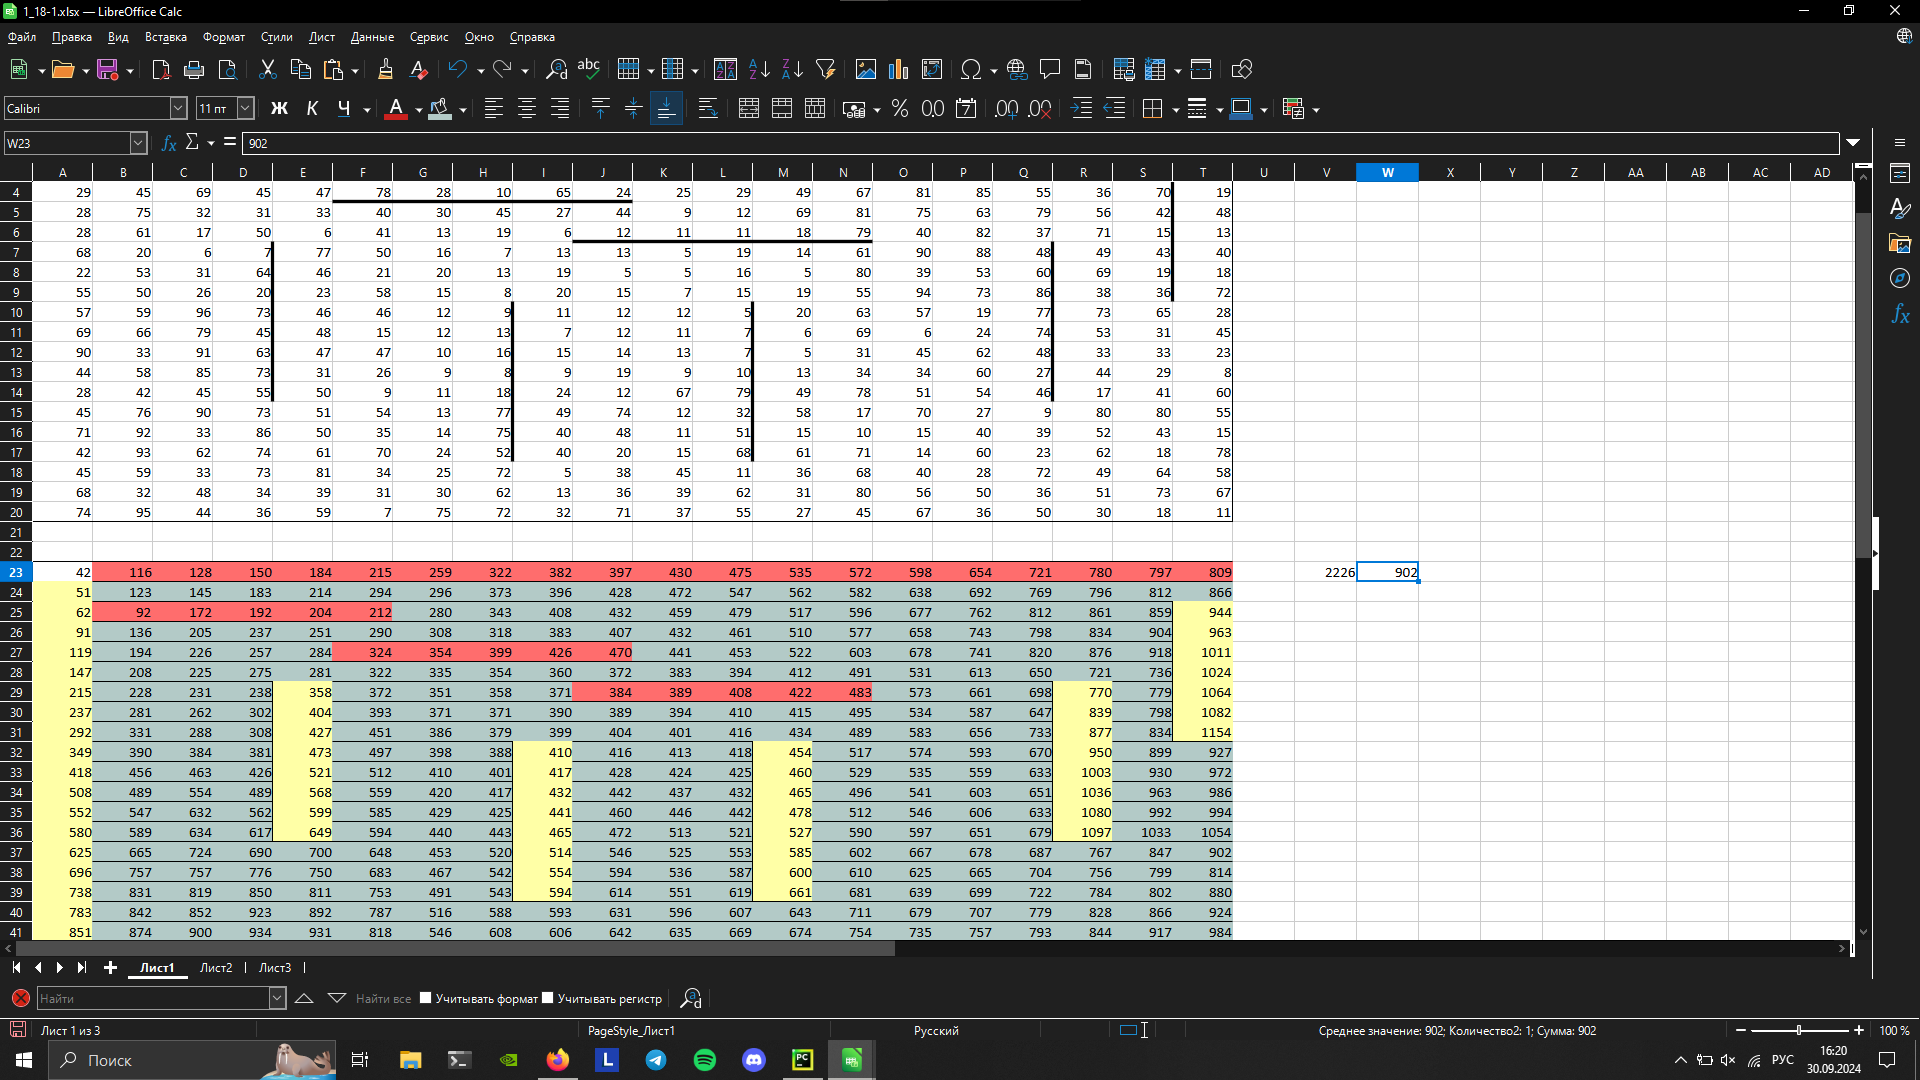 1_18-1.xlsx — LibreOffice Calc
Файл Правка Вид Вставка Формат Стили Лист Данные Сервис Окно Справка
Calibri 11 пт Ж К Ч
W23 fx Σ = 902
A B C D E F G H I J K L M N O P Q R S T U V W X Y Z AA AB AC AD
4 29 45 69 45 47 78 28 10 65 24 25 29 49 67 81 85 55 36 70 19
5 28 75 32 31 33 40 30 45 27 44 9 12 69 81 75 63 79 56 42 48
6 28 61 17 50 6 41 13 19 6 12 11 11 18 79 40 82 37 71 15 13
7 68 20 6 7 77 50 16 7 13 13 5 19 14 61 90 88 48 49 43 40
8 22 53 31 64 46 21 20 13 19 5 5 16 5 80 39 53 60 69 19 18
9 55 50 26 20 23 58 15 8 20 15 7 15 19 55 94 73 86 38 36 72
10 57 59 96 73 46 46 12 9 11 12 12 5 20 63 57 19 77 73 65 28
11 69 66 79 45 48 15 12 13 7 12 11 7 6 69 6 24 74 53 31 45
12 90 33 91 63 47 47 10 16 15 14 13 7 5 31 45 62 48 33 33 23
13 44 58 85 73 31 26 9 8 9 19 9 10 13 34 34 60 27 44 29 8
14 28 42 45 55 50 9 11 18 24 12 67 79 49 78 51 54 46 17 41 60
15 45 76 90 73 51 54 13 77 49 74 12 32 58 17 70 27 9 80 80 55
16 71 92 33 86 50 35 14 75 40 48 11 51 15 10 15 40 39 52 43 15
17 42 93 62 74 61 70 24 52 40 20 15 68 61 71 14 60 23 62 18 78
18 45 59 33 73 81 34 25 72 5 38 45 11 36 68 40 28 72 49 64 58
19 68 32 48 34 39 31 30 62 13 36 39 62 31 80 56 50 36 51 73 67
20 74 95 44 36 59 7 75 72 32 71 37 55 27 45 67 36 50 30 18 11
21
22
23 42 116 128 150 184 215 259 322 382 397 430 475 535 572 598 654 721 780 797 809 2226 902
24 51 123 145 183 214 294 296 373 396 428 472 547 562 582 638 692 769 796 812 866
25 62 92 172 192 204 212 280 343 408 432 459 479 517 596 677 762 812 861 859 944
26 91 136 205 237 251 290 308 318 383 407 432 461 510 577 658 743 798 834 904 963
27 119 194 226 257 284 324 354 399 426 470 441 453 522 603 678 741 820 876 918 1011
28 147 208 225 275 281 322 335 354 360 372 383 394 412 491 531 613 650 721 736 1024
29 215 228 231 238 358 372 351 358 371 384 389 408 422 483 573 661 698 770 779 1064
30 237 281 262 302 404 393 371 371 390 389 394 410 415 495 534 587 647 839 798 1082
31 292 331 288 308 427 451 386 379 399 404 401 416 434 489 583 656 733 877 834 1154
32 349 390 384 381 473 497 398 388 410 416 413 418 454 517 574 593 670 950 899 927
33 418 456 463 426 521 512 410 401 417 428 424 425 460 529 535 559 633 1003 930 972
34 508 489 554 489 568 559 420 417 432 442 437 432 465 496 541 603 651 1036 963 986
35 552 547 632 562 599 585 429 425 441 460 446 442 478 512 546 606 633 1080 992 994
36 580 589 634 617 649 594 440 443 465 472 513 521 527 590 597 651 679 1097 1033 1054
37 625 665 724 690 700 648 453 520 514 546 525 553 585 602 667 678 687 767 847 902
38 696 757 757 776 750 683 467 542 554 594 536 587 600 610 625 665 704 756 799 814
39 738 831 819 850 811 753 491 543 594 614 551 619 661 681 639 699 722 784 802 880
40 783 842 852 923 892 787 516 588 593 631 596 607 643 711 679 707 779 828 866 924
41 851 874 900 934 931 818 546 608 606 642 635 669 674 754 735 757 793 844 917 984
Лист1 Лист2 Лист3
Найти Найти все Учитывать формат Учитывать регистр
Лист 1 из 3 PageStyle_Лист1 Русский Среднее значение: 902; Количество2: 1; Сумма: 902 100 %
Поиск РУС 16:20
30.09.2024